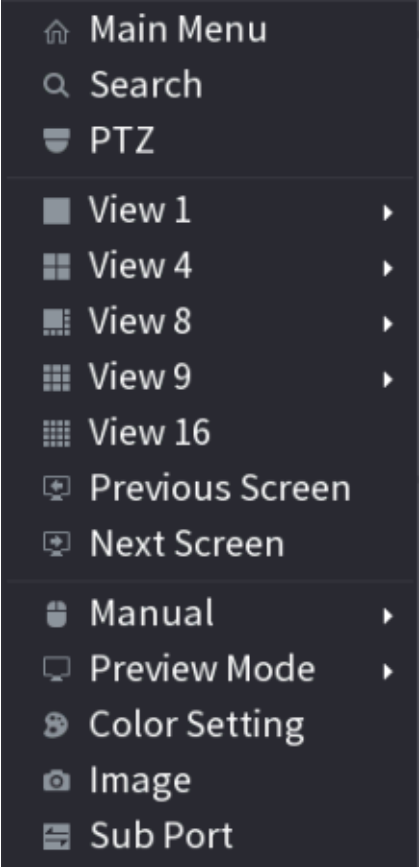 Main Menu
Search
PTZ
View 1
View 4
View 8
View 9
View 16
Previous Screen
Next Screen
Manual
Preview Mode
Color Setting
Image
Sub Port